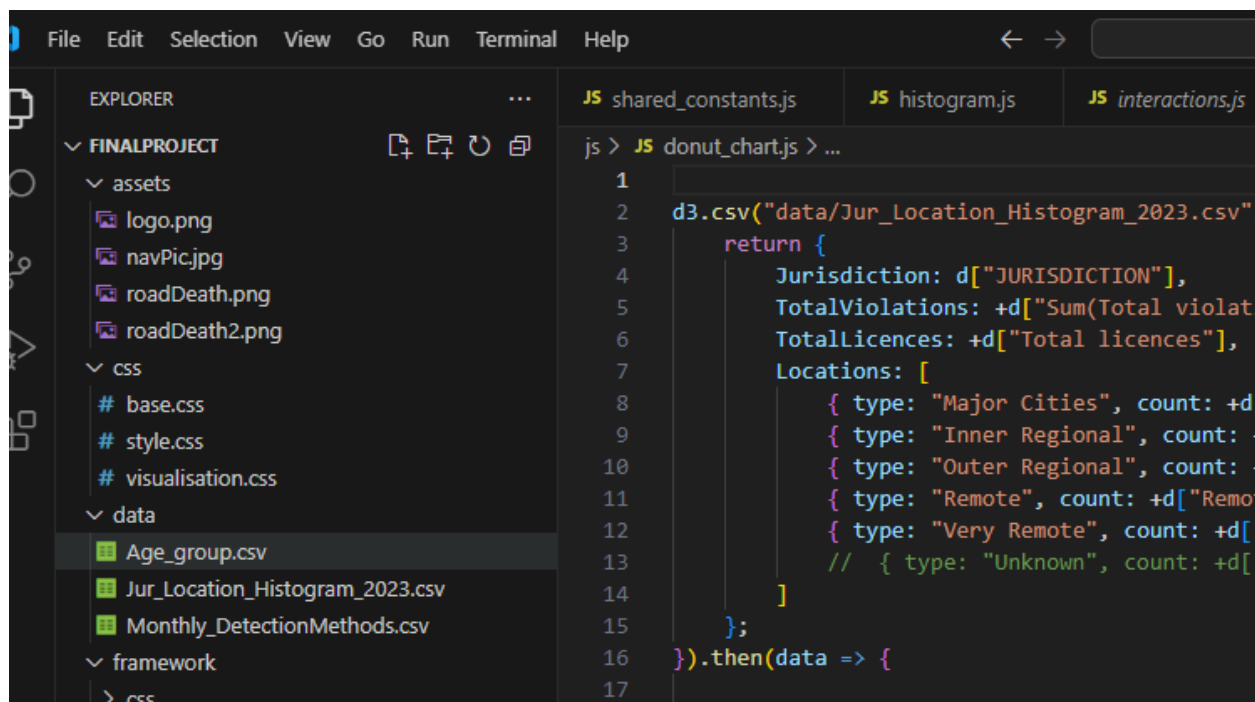 File Edit Selection View Go Run Terminal Help
EXPLORER
FINALPROJECT
assets
logo.png
navPic.jpg
roadDeath.png
roadDeath2.png
css
# base.css
# style.css
# visualisation.css
data
Age_group.csv
Jur_Location_Histogram_2023.csv
Monthly_DetectionMethods.csv
framework
css
JS shared_constants.js JS histogram.js JS interactions.js
js > JS donut_chart.js > ...
1
2 d3.csv("data/Jur_Location_Histogram_2023.csv"
3 return {
4 Jurisdiction: d["JURISDICTION"],
5 TotalViolations: +d["Sum(Total violat
6 TotalLicences: +d["Total licences"],
7 Locations: [
8 { type: "Major Cities", count: +d
9 { type: "Inner Regional", count: +
10 { type: "Outer Regional", count: +
11 { type: "Remote", count: +d["Remo
12 { type: "Very Remote", count: +d[
13 // { type: "Unknown", count: +d[
14 ]
15 };
16 }).then(data => {
17